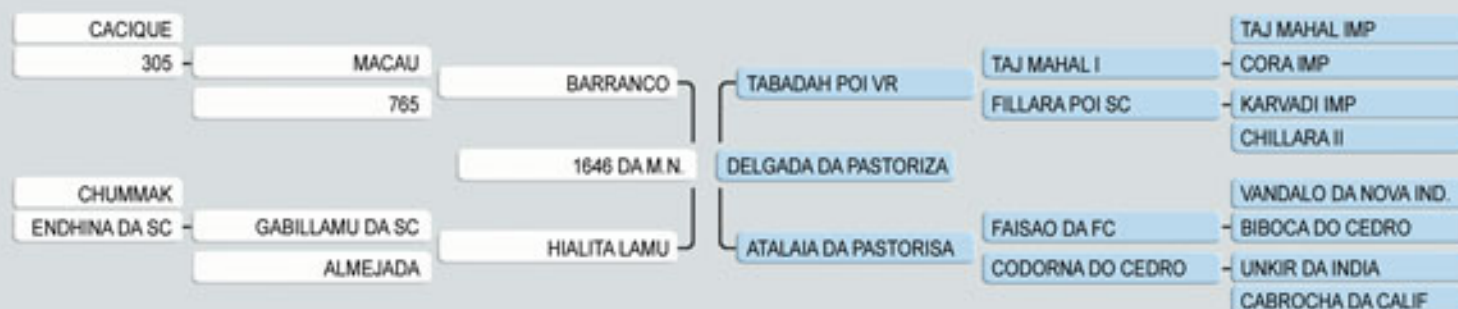 CACIQUE
305
MACAU
765
BARRANCO
1646 DA M.N.
CHUMMAK
ENDHINA DA SC
GABILLAMU DA SC
ALMEJADA
HIALITA LAMU
TABADAH POI VR
DELGADA DA PASTORIZA
ATALAIA DA PASTORISA
TAJ MAHAL I
FILLARA POI SC
FAISAO DA FC
CODORNA DO CEDRO
TAJ MAHAL IMP
CORA IMP
KARVADI IMP
CHILLARA II
VANDALO DA NOVA IND.
BIBOCA DO CEDRO
UNKIR DA INDIA
CABROCHA DA CALIF